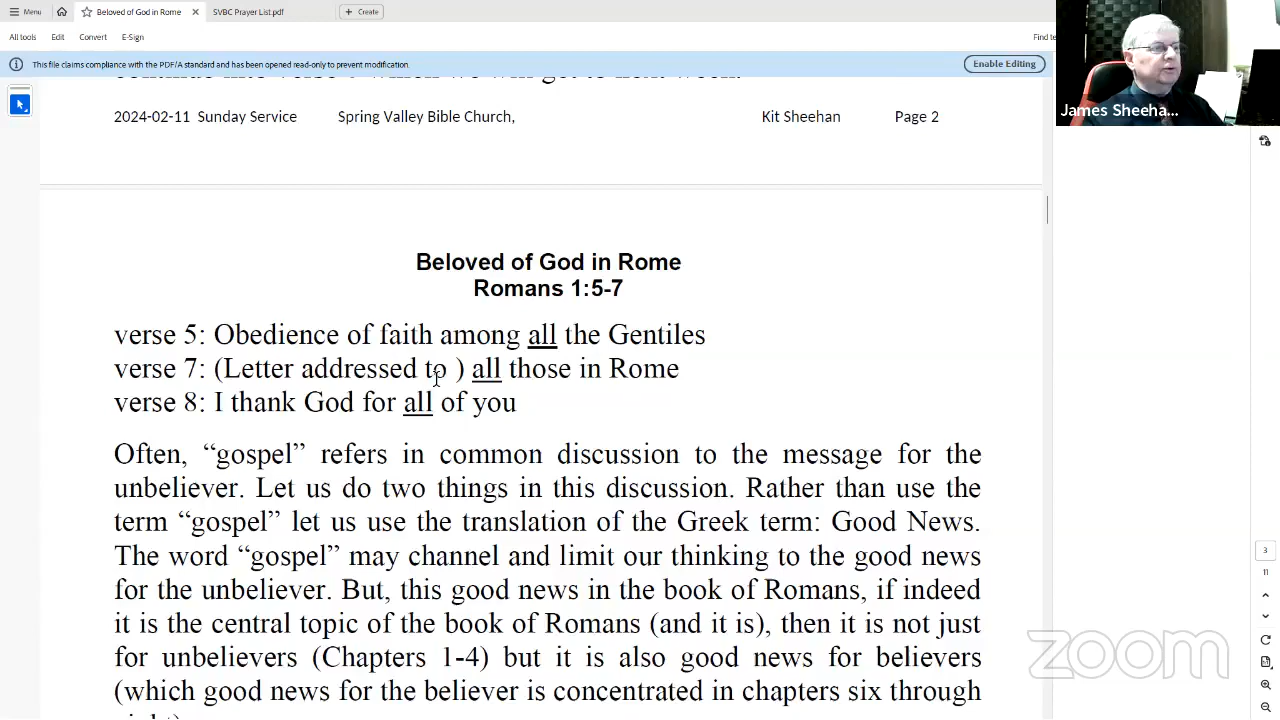 Menu
Beloved of God in Rome
SVBC Prayer List.pdf
Create
All tools Edit Convert E-Sign
Find te
This file claims compliance with the PDF/A standard and has been opened read-only to prevent modification.
Enable Editing
James Sheeha...
2024-02-11 Sunday Service Spring Valley Bible Church, Kit Sheehan Page 2
Beloved of God in Rome
Romans 1:5-7
verse 5: Obedience of faith among all the Gentiles
verse 7: (Letter addressed to ) all those in Rome
verse 8: I thank God for all of you
Often, “gospel” refers in common discussion to the message for the
unbeliever. Let us do two things in this discussion. Rather than use the
term “gospel” let us use the translation of the Greek term: Good News.
The word “gospel” may channel and limit our thinking to the good news
for the unbeliever. But, this good news in the book of Romans, if indeed
it is the central topic of the book of Romans (and it is), then it is not just
for unbelievers (Chapters 1-4) but it is also good news for believers
(which good news for the believer is concentrated in chapters six through
3
11
zoom